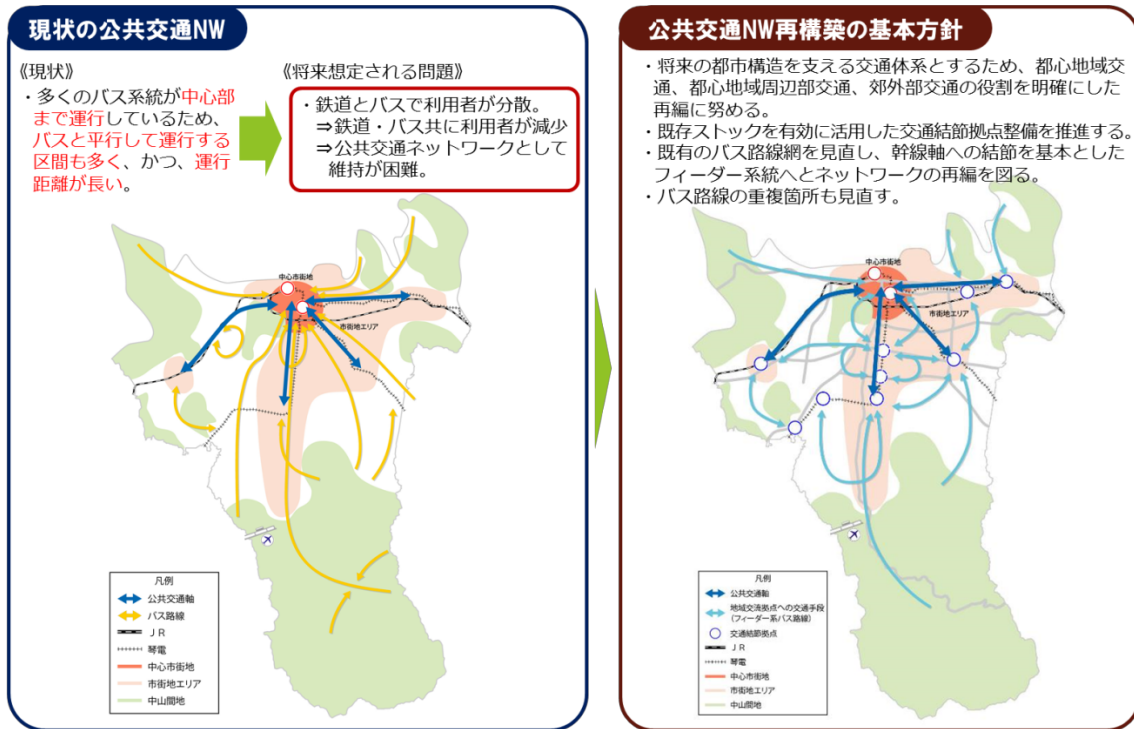 現状の公共交通NW
《現状》
・多くのバス系統が中心部
まで運行しているため、
バスと平行して運行する
区間も多く、かつ、運行
距離が長い。
《将来想定される問題》
・鉄道とバスで利用者が分散。
⇒鉄道・バス共に利用者が減少
⇒公共交通ネットワークとして
維持が困難。
中心市街地
市街地エリア
凡例
公共交通軸
バス路線
ＪＲ
琴電
中心市街地
市街地エリア
中山間地
公共交通NW再構築の基本方針
・将来の都市構造を支える交通体系とするため、都心地域交
通、都心地域周辺部交通、郊外部交通の役割を明確にした
再編に努める。
・既存ストックを有効に活用した交通結節拠点整備を推進する。
・既有のバス路線網を見直し、幹線軸への結節を基本とした
フィーダー系統へとネットワークの再編を図る。
・バス路線の重複箇所も見直す。
中心市街地
市街地エリア
凡例
公共交通軸
地域交流拠点への交通手段
(フィーダー系バス路線)
交通結節拠点
ＪＲ
琴電
中心市街地
市街地エリア
中山間地